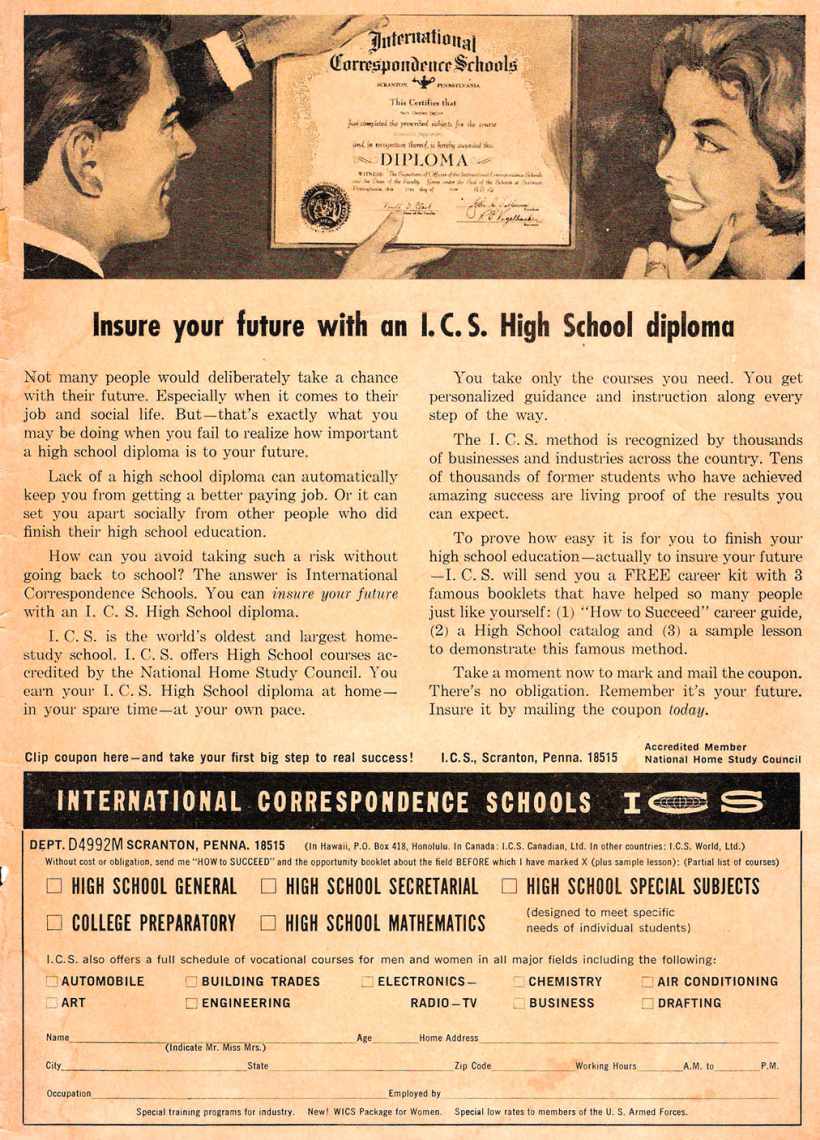 International
Correspondence Schools
SCRANTON, PENNSYLVANIA
This Certifies that
has completed the prescribed subjects for the course
and, in recognition thereof, is hereby awarded this
DIPLOMA
Insure your future with an I. C. S. High School diploma
Not many people would deliberately take a chance
with their future. Especially when it comes to their
job and social life. But—that's exactly what you
may be doing when you fail to realize how important
a high school diploma is to your future.
Lack of a high school diploma can automatically
keep you from getting a better paying job. Or it can
set you apart socially from other people who did
finish their high school education.
How can you avoid taking such a risk without
going back to school? The answer is International
Correspondence Schools. You can insure your future
with an I. C. S. High School diploma.
I. C. S. is the world's oldest and largest home-
study school. I. C. S. offers High School courses ac-
credited by the National Home Study Council. You
earn your I. C. S. High School diploma at home—
in your spare time—at your own pace.
You take only the courses you need. You get
personalized guidance and instruction along every
step of the way.
The I. C. S. method is recognized by thousands
of businesses and industries across the country. Tens
of thousands of former students who have achieved
amazing success are living proof of the results you
can expect.
To prove how easy it is for you to finish your
high school education—actually to insure your future
—I. C. S. will send you a FREE career kit with 3
famous booklets that have helped so many people
just like yourself: (1) "How to Succeed" career guide,
(2) a High School catalog and (3) a sample lesson
to demonstrate this famous method.
Take a moment now to mark and mail the coupon.
There's no obligation. Remember it's your future.
Insure it by mailing the coupon today.
Clip coupon here—and take your first big step to real success! I.C.S., Scranton, Penna. 18515
Accredited Member
National Home Study Council
INTERNATIONAL CORRESPONDENCE SCHOOLS ICS
DEPT. D4992M SCRANTON, PENNA. 18515 (In Hawaii, P.O. Box 418, Honolulu. In Canada: I.C.S. Canadian, Ltd. In other countries: I.C.S. World, Ltd.)
Without cost or obligation, send me "HOW to SUCCEED" and the opportunity booklet about the field BEFORE which I have marked X (plus sample lesson): (Partial list of courses)
HIGH SCHOOL GENERAL HIGH SCHOOL SECRETARIAL HIGH SCHOOL SPECIAL SUBJECTS
COLLEGE PREPARATORY HIGH SCHOOL MATHEMATICS
(designed to meet specific
needs of individual students)
I.C.S. also offers a full schedule of vocational courses for men and women in all major fields including the following:
AUTOMOBILE BUILDING TRADES ELECTRONICS— CHEMISTRY AIR CONDITIONING
ART ENGINEERING RADIO—TV BUSINESS DRAFTING
Name Age Home Address
(Indicate Mr. Miss Mrs.)
City State Zip Code Working Hours A.M. to P.M.
Occupation Employed by
Special training programs for industry. New! WICS Package for Women. Special low rates to members of the U. S. Armed Forces.